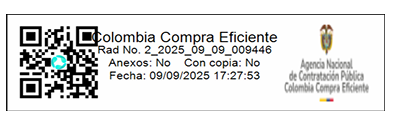 Colombia Compra Eficiente
Rad No. 2_2025_09_09_009446
Anexos: No Con copia: No
Fecha: 09/09/2025 17:27:53
Agencia Nacional
de Contratación Pública
Colombia Compra Eficiente